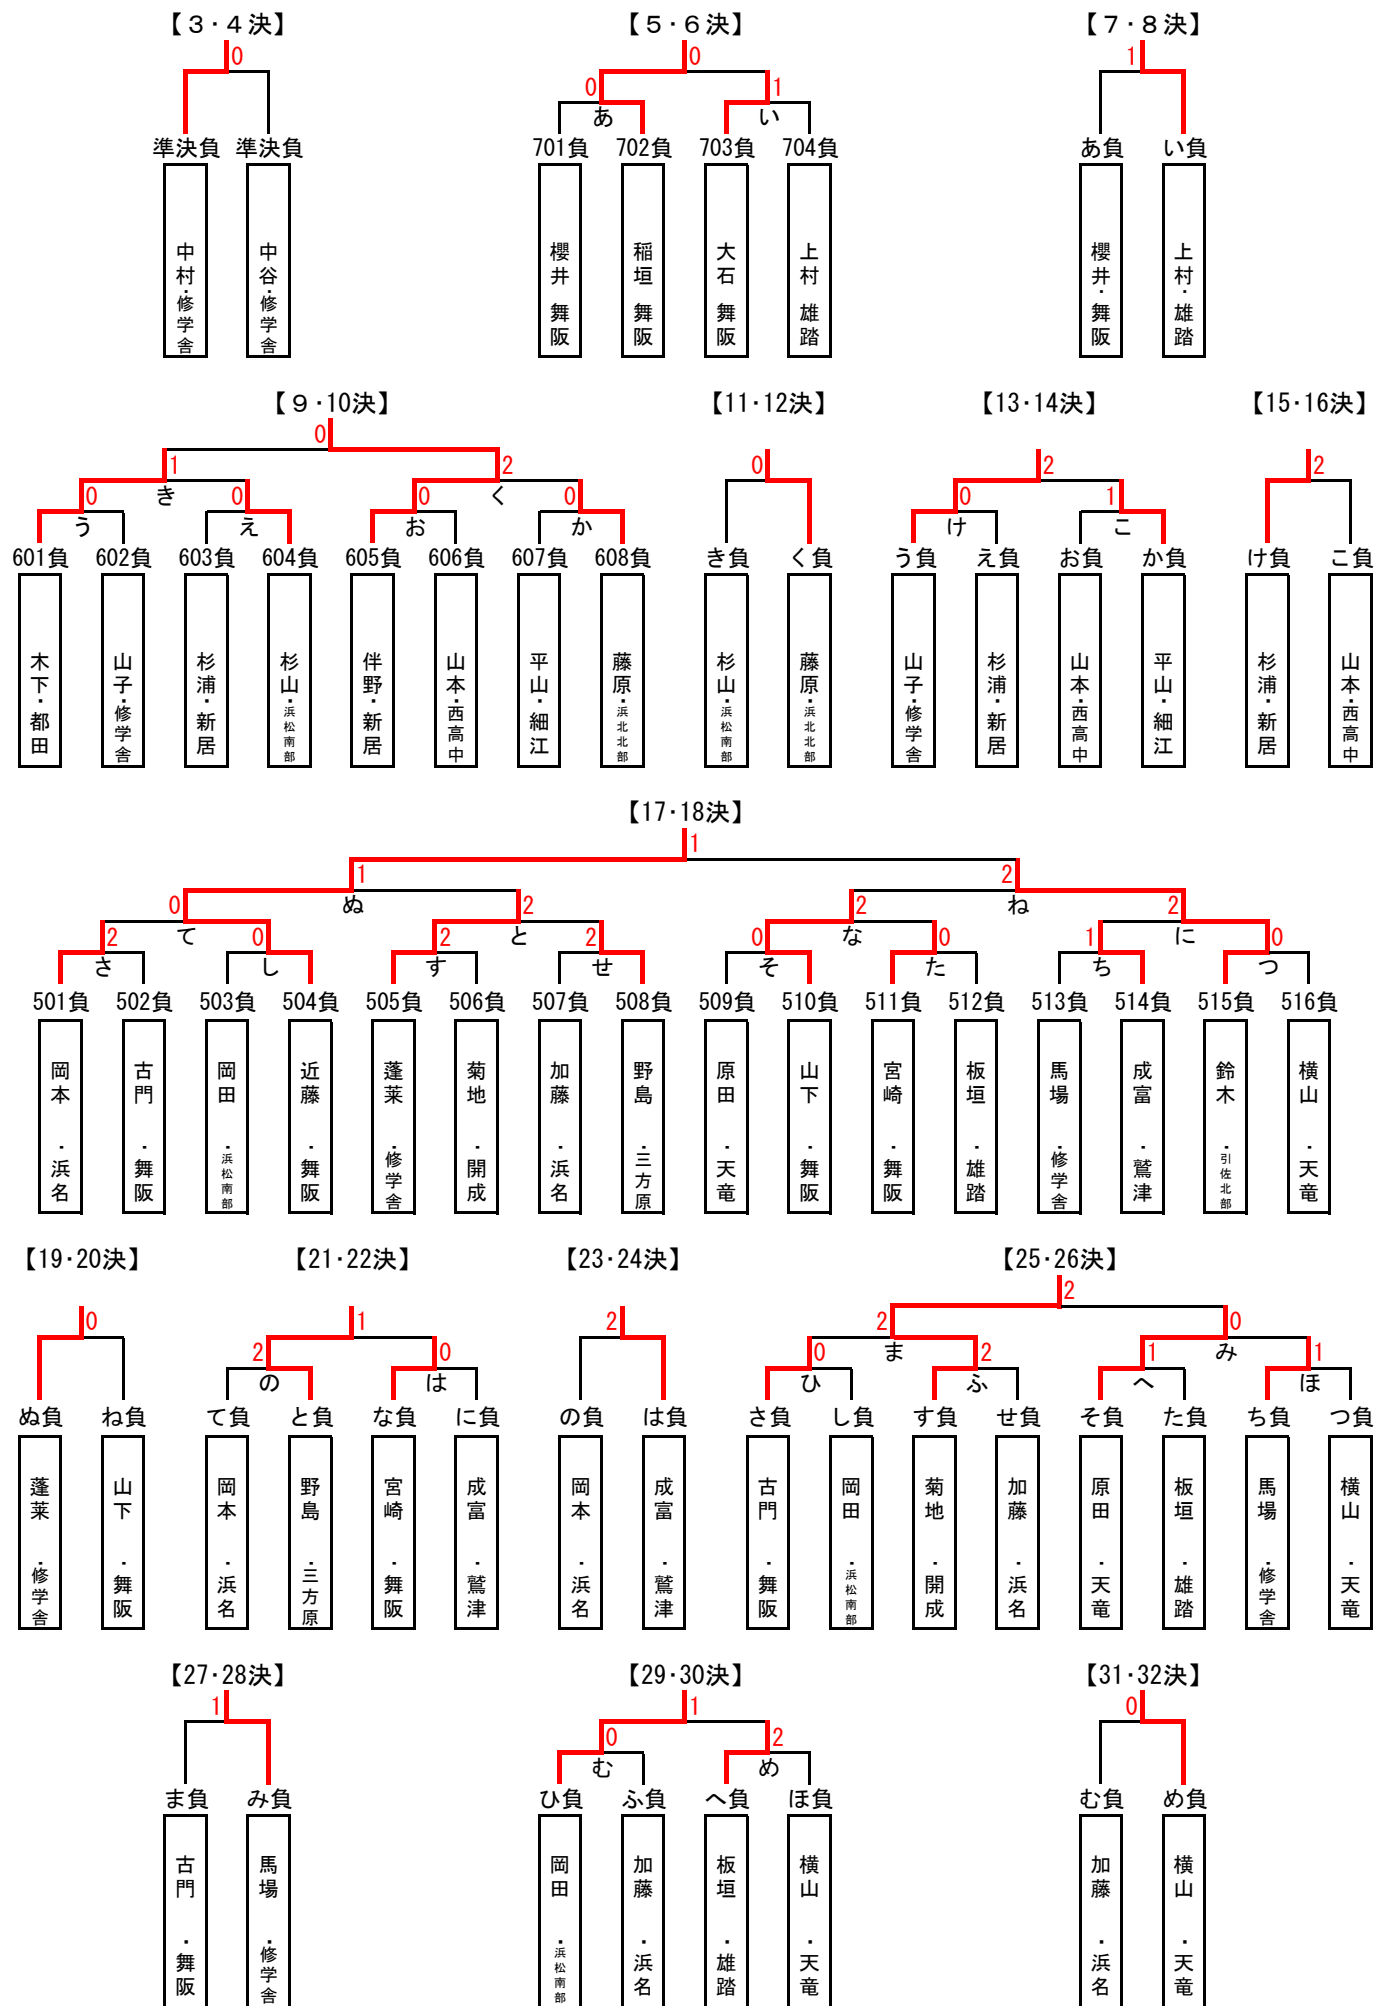 【３・４決】 【５・６決】 【７・８決】
0 0 1
0 1
あ い
準決負 準決負 701負 702負 703負 704負 あ負 い負
中村・修学舎 中谷・修学舎 櫻井 舞阪 稲垣 舞阪 大石 舞阪 上村 雄踏 櫻井・舞阪 上村・雄踏
【９・10決】 【11・12決】 【13・14決】 【15・16決】
0
1 2 0 2 2
き く
0 0 0 0 0 1
う え お か け こ
601負 602負 603負 604負 605負 606負 607負 608負 き負 く負 う負 え負 お負 か負 け負 こ負
木下・都田 山子・修学舎 杉浦・新居 杉山・浜松南部 伴野・新居 山本・西高中 平山・細江 藤原・浜北北部 杉山・浜松南部 藤原・浜北北部 山子・修学舎 杉浦・新居 山本・西高中 平山・細江 杉浦・新居 山本・西高中
【17・18決】
1
1 2
ぬ ね
0 2 2 2
て と な に
2 0 2 2 0 0 1 0
さ し す せ そ た ち つ
501負 502負 503負 504負 505負 506負 507負 508負 509負 510負 511負 512負 513負 514負 515負 516負
岡本・浜名 古門・舞阪 岡田・浜松南部 近藤・舞阪 蓬莱・修学舎 菊地・開成 加藤・浜名 野島・三方原 原田・天竜 山下・舞阪 宮崎・舞阪 板垣・雄踏 馬場・修学舎 成富・鷲津 鈴木・引佐北部 横山・天竜
【19・20決】 【21・22決】 【23・24決】 【25・26決】
2
0 1 2 2 0
ま み
2 0 0 2 1 1
の は ひ ふ へ ほ
ぬ負 ね負 て負 と負 な負 に負 の負 は負 さ負 し負 す負 せ負 そ負 た負 ち負 つ負
蓬莱・修学舎 山下・舞阪 岡本・浜名 野島・三方原 宮崎・舞阪 成富・鷲津 岡本・浜名 成富・鷲津 古門・舞阪 岡田・浜松南部 菊地・開成 加藤・浜名 原田・天竜 板垣・雄踏 馬場・修学舎 横山・天竜
【27・28決】 【29・30決】 【31・32決】
1 1 0
0 2
む め
ま負 み負 ひ負 ふ負 へ負 ほ負 む負 め負
古門・舞阪 馬場・修学舎 岡田・浜松南部 加藤・浜名 板垣・雄踏 横山・天竜 加藤・浜名 横山・天竜